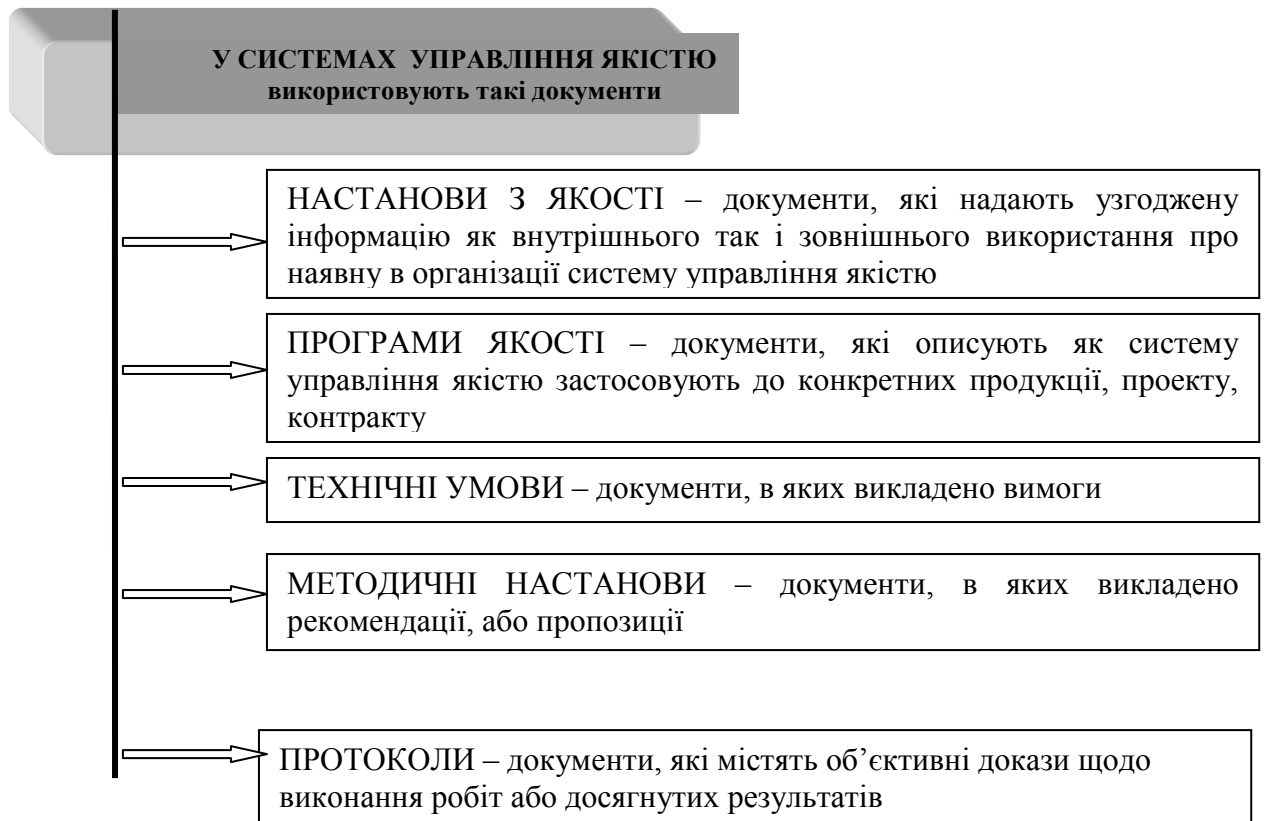 У СИСТЕМАХ УПРАВЛІННЯ ЯКІСТЮ
використовують такі документи
НАСТАНОВИ З ЯКОСТІ – документи, які надають узгоджену
інформацію як внутрішнього так і зовнішнього використання про
наявну в організації систему управління якістю
ПРОГРАМИ ЯКОСТІ – документи, які описують як систему
управління якістю застосовують до конкретних продукції, проекту,
контракту
ТЕХНІЧНІ УМОВИ – документи, в яких викладено вимоги
МЕТОДИЧНІ НАСТАНОВИ – документи, в яких викладено
рекомендації, або пропозиції
ПРОТОКОЛИ – документи, які містять об’єктивні докази щодо
виконання робіт або досягнутих результатів